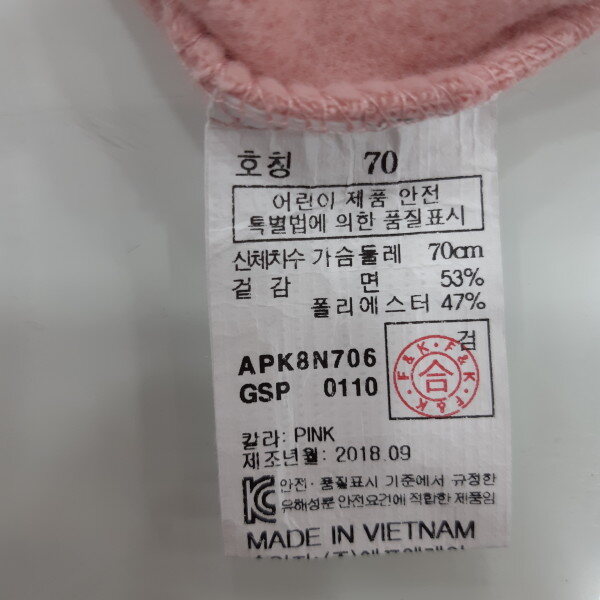 호칭 70
어린이 제품 안전
특별법에 의한 품질표시
신체차수 가슴둘레 70cm
겉감 면 53%
폴리에스터 47%
검
F&K · F&K · F&K
合
APK8N706
GSP 0110
칼라: PINK
제조년월: 2018.09
안전·품질표시 기준에서 규정한
유해성분 안전요건에 적합한 제품임
MADE IN VIETNAM